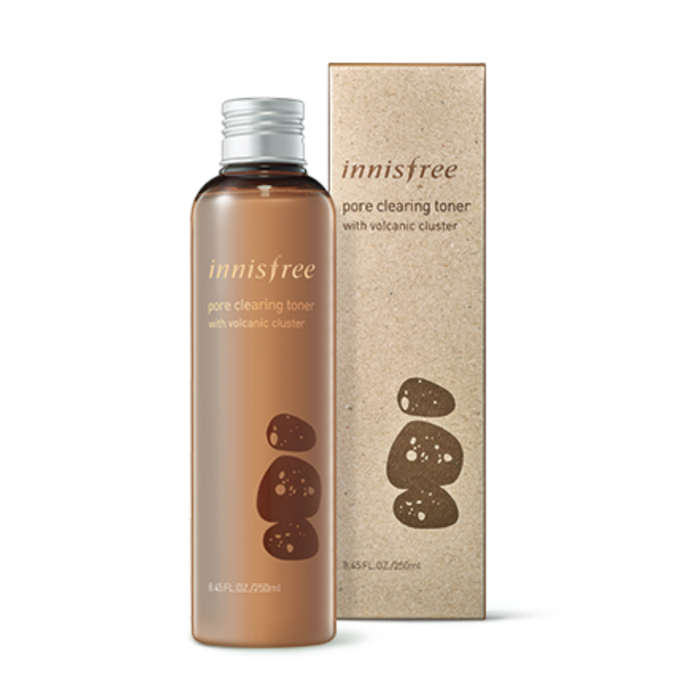 innisfree
pore clearing toner
with volcanic cluster
8.45 FL.OZ./250ml
innisfree
pore clearing toner
with volcanic cluster
8.45 FL.OZ./250ml